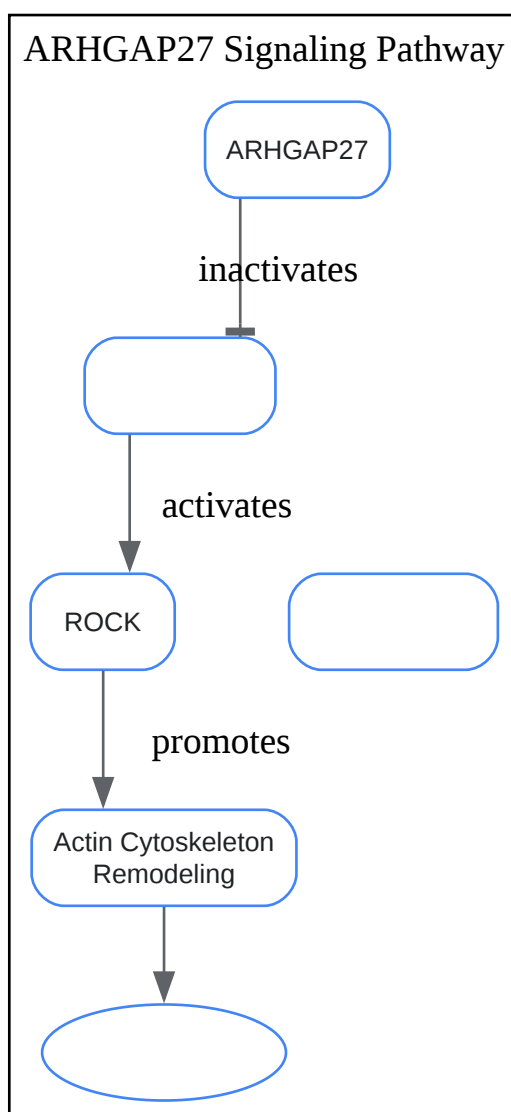 ARHGAP27 Signaling Pathway
ARHGAP27
inactivates
activates
ROCK
promotes
Actin Cytoskeleton
Remodeling